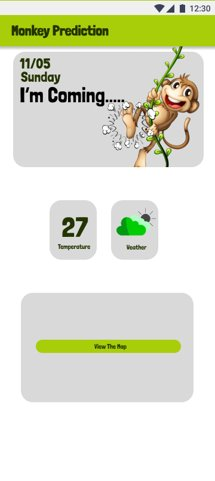 12:30
Monkey Prediction
11/05
Sunday
I'm Coming.....
27
Temperature
Weather
View The Map